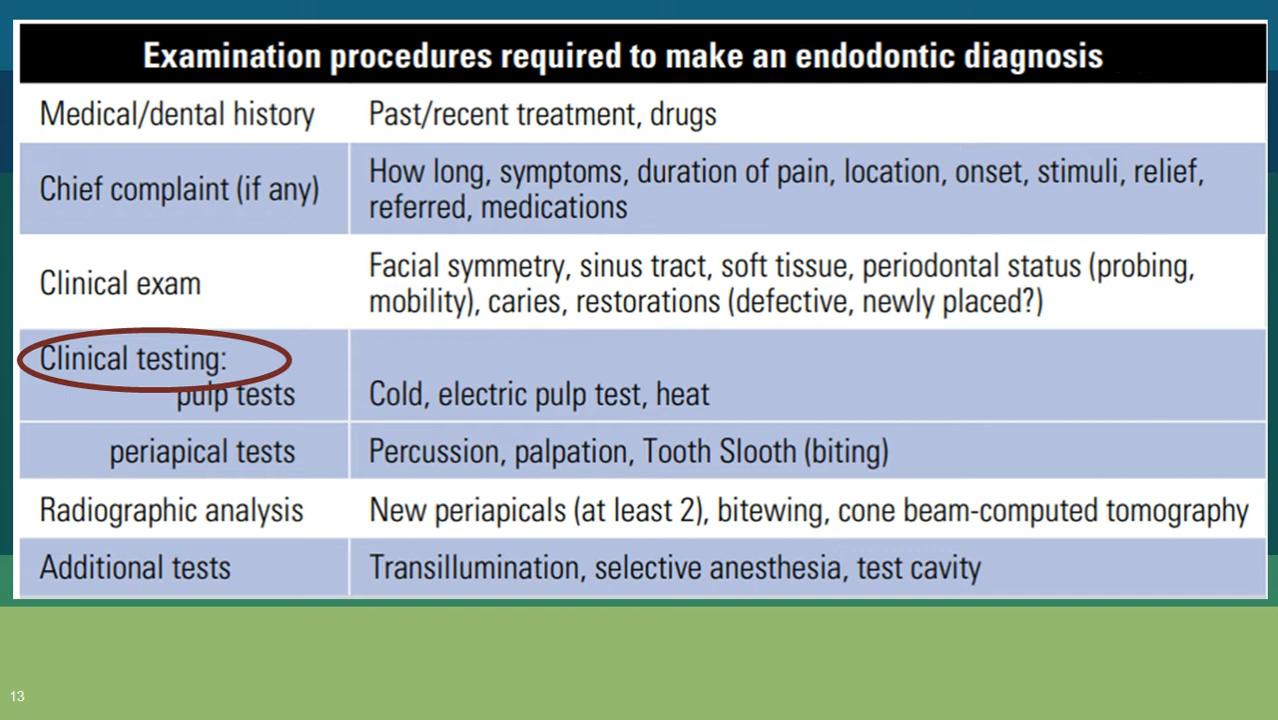 Examination procedures required to make an endodontic diagnosis
Medical/dental history
Past/recent treatment, drugs
Chief complaint (if any)
How long, symptoms, duration of pain, location, onset, stimuli, relief,
referred, medications
Clinical exam
Facial symmetry, sinus tract, soft tissue, periodontal status (probing,
mobility), caries, restorations (defective, newly placed?)
Clinical testing:
pulp tests
Cold, electric pulp test, heat
periapical tests
Percussion, palpation, Tooth Slooth (biting)
Radiographic analysis
New periapicals (at least 2), bitewing, cone beam-computed tomography
Additional tests
Transillumination, selective anesthesia, test cavity
13